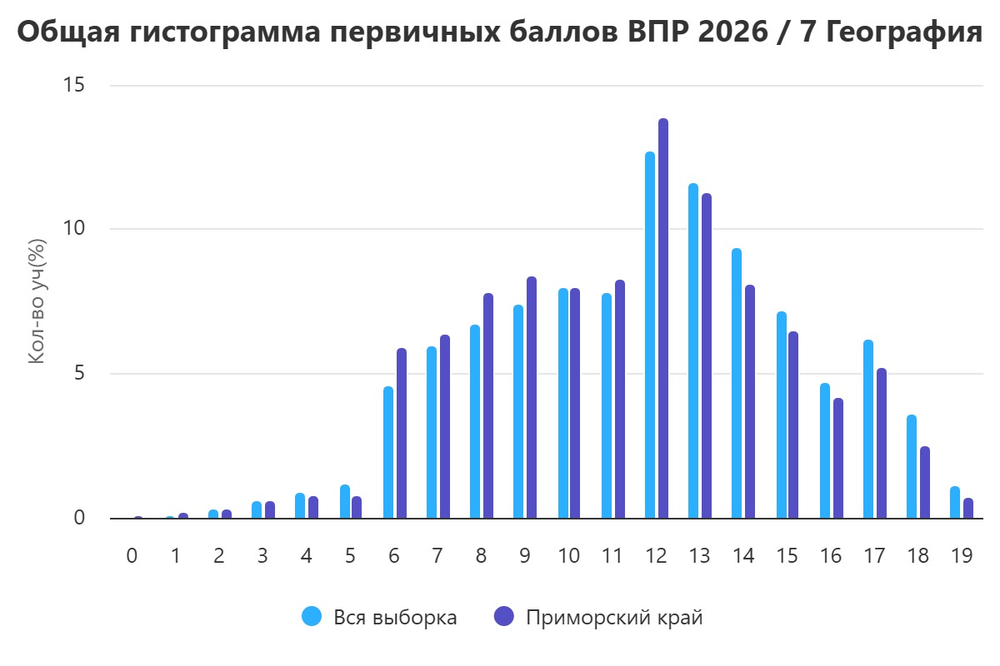 Общая гистограмма первичных баллов ВПР 2026 / 7 География
15
10
5
0
Кол-во уч(%)
0 1 2 3 4 5 6 7 8 9 10 11 12 13 14 15 16 17 18 19
Вся выборка Приморский край